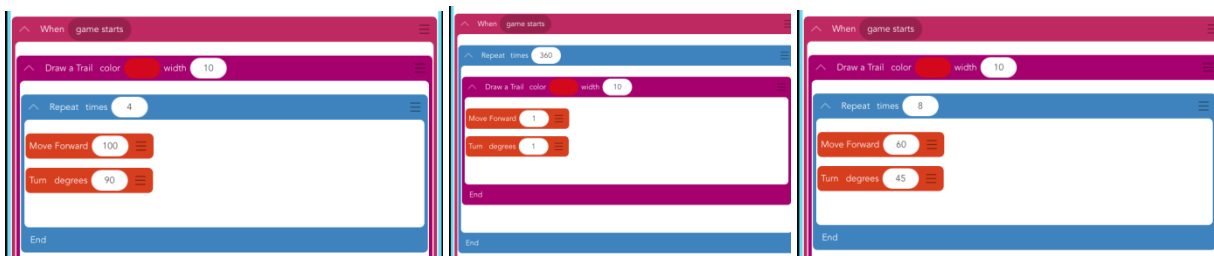 When game starts
Draw a Trail color width 10
Repeat times 4
Move Forward 100
Turn degrees 90
End
When game starts
Repeat times 360
Draw a Trail color width 10
Move Forward 1
Turn degrees 1
End
End
When game starts
Draw a Trail color width 10
Repeat times 8
Move Forward 60
Turn degrees 45
End